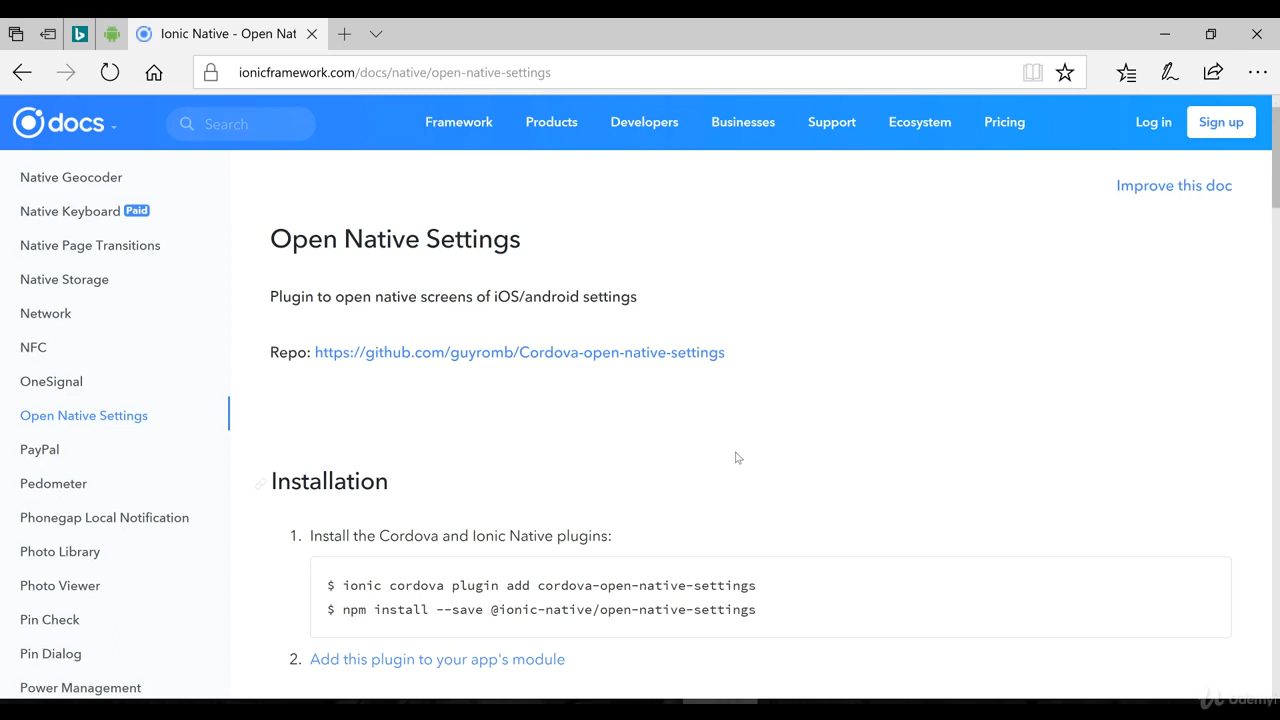 Ionic Native - Open Nat
ionicframework.com/docs/native/open-native-settings
docs
Search
Framework
Products
Developers
Businesses
Support
Ecosystem
Pricing
Log in
Sign up
Native Geocoder
Native Keyboard Paid
Native Page Transitions
Native Storage
Network
NFC
OneSignal
Open Native Settings
PayPal
Pedometer
Phonegap Local Notification
Photo Library
Photo Viewer
Pin Check
Pin Dialog
Power Management
Improve this doc
Open Native Settings
Plugin to open native screens of iOS/android settings
Repo: https://github.com/guyromb/Cordova-open-native-settings
Installation
1. Install the Cordova and Ionic Native plugins:
$ ionic cordova plugin add cordova-open-native-settings
$ npm install --save @ionic-native/open-native-settings
2. Add this plugin to your app's module
Udemy